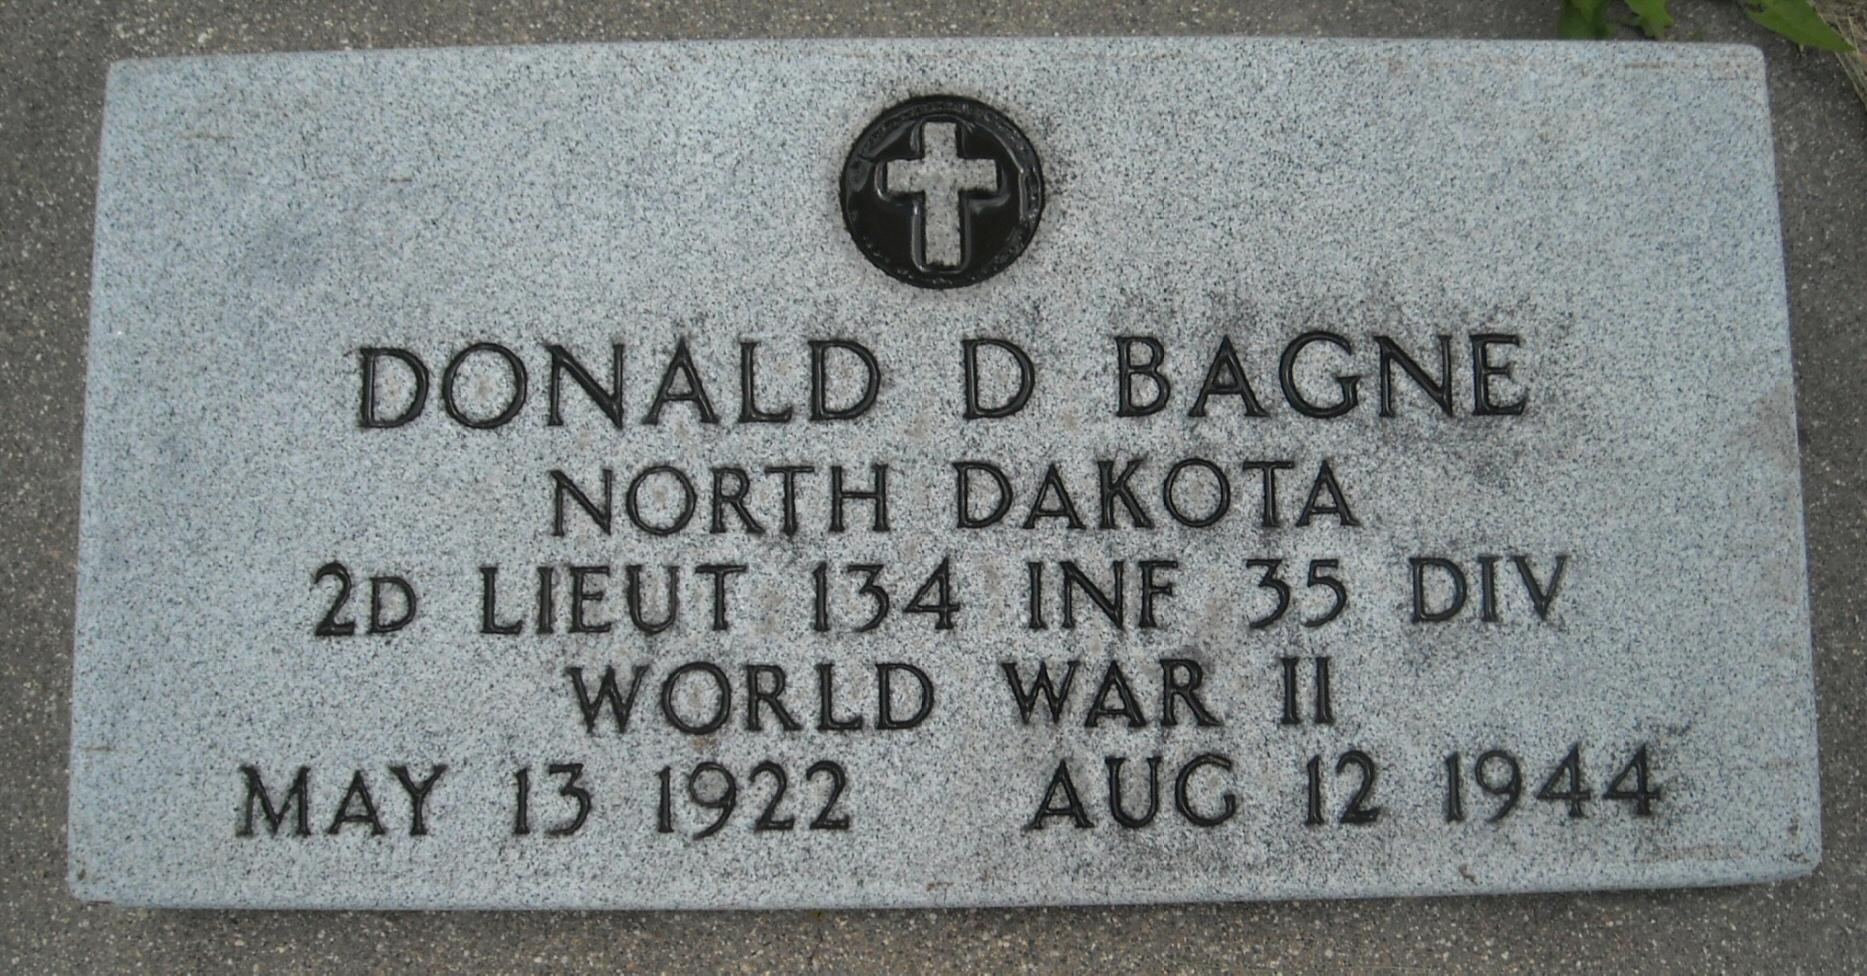 DONALD D BAGNE
NORTH DAKOTA
2D LIEUT 134 INF 35 DIV
WORLD WAR II
MAY 13 1922 AUG 12 1944